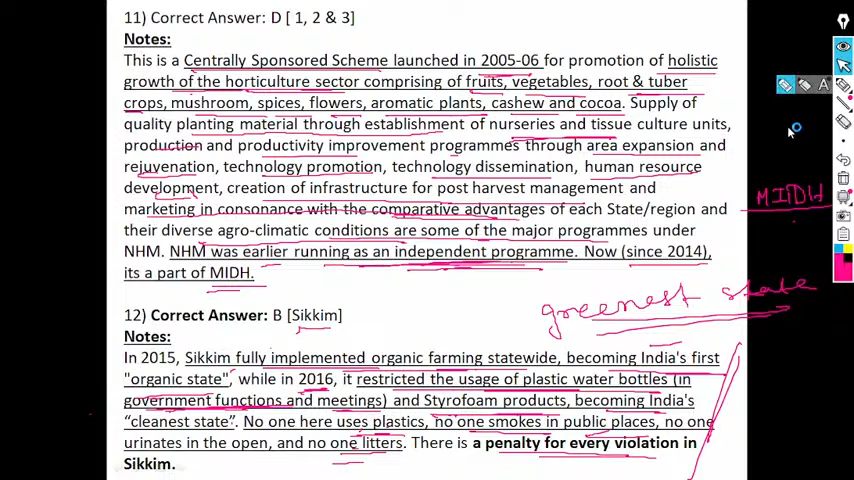 11) Correct Answer: D [ 1, 2 & 3]
Notes:
This is a Centrally Sponsored Scheme launched in 2005-06 for promotion of holistic
growth of the horticulture sector comprising of fruits, vegetables, root & tuber
crops, mushroom, spices, flowers, aromatic plants, cashew and cocoa. Supply of
quality planting material through establishment of nurseries and tissue culture units,
production and productivity improvement programmes through area expansion and
rejuvenation, technology promotion, technology dissemination, human resource
development, creation of infrastructure for post harvest management and
marketing in consonance with the comparative advantages of each State/region and
their diverse agro-climatic conditions are some of the major programmes under
NHM. NHM was earlier running as an independent programme. Now (since 2014),
its a part of MIDH.
MIDH
greenest state
12) Correct Answer: B [Sikkim]
Notes:
In 2015, Sikkim fully implemented organic farming statewide, becoming India's first
"organic state", while in 2016, it restricted the usage of plastic water bottles (in
government functions and meetings) and Styrofoam products, becoming India's
"cleanest state". No one here uses plastics, no one smokes in public places, no one
urinates in the open, and no one litters. There is a penalty for every violation in
Sikkim.
A